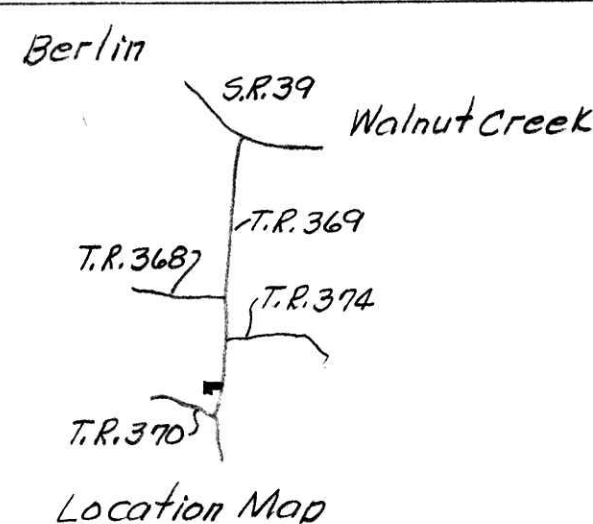 Berlin
S.R.39
Walnut Creek
T.R.369
T.R.368
T.R.374
T.R.370
Location Map